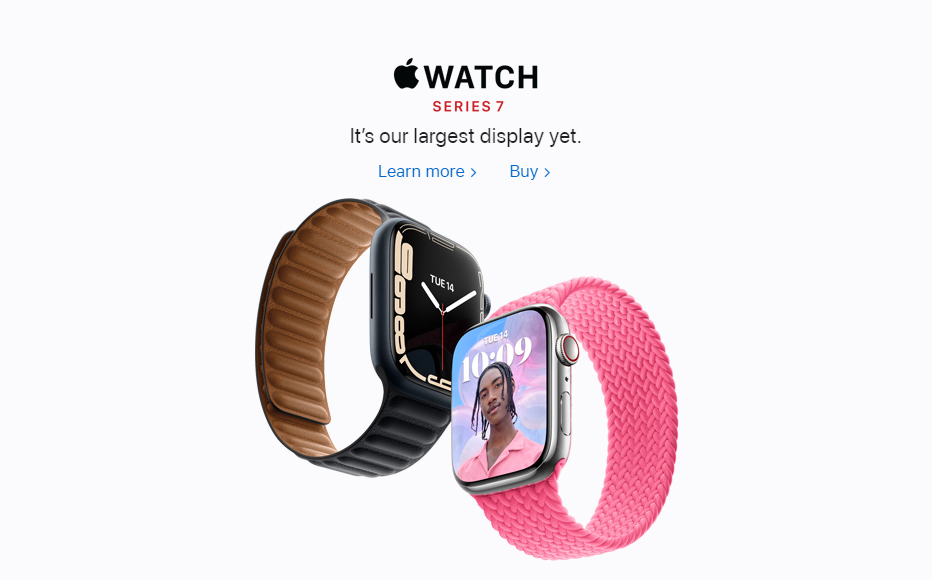 WATCH
SERIES 7
It’s our largest display yet.
Learn more >
Buy >
TUE 14
TUE 14
10:09